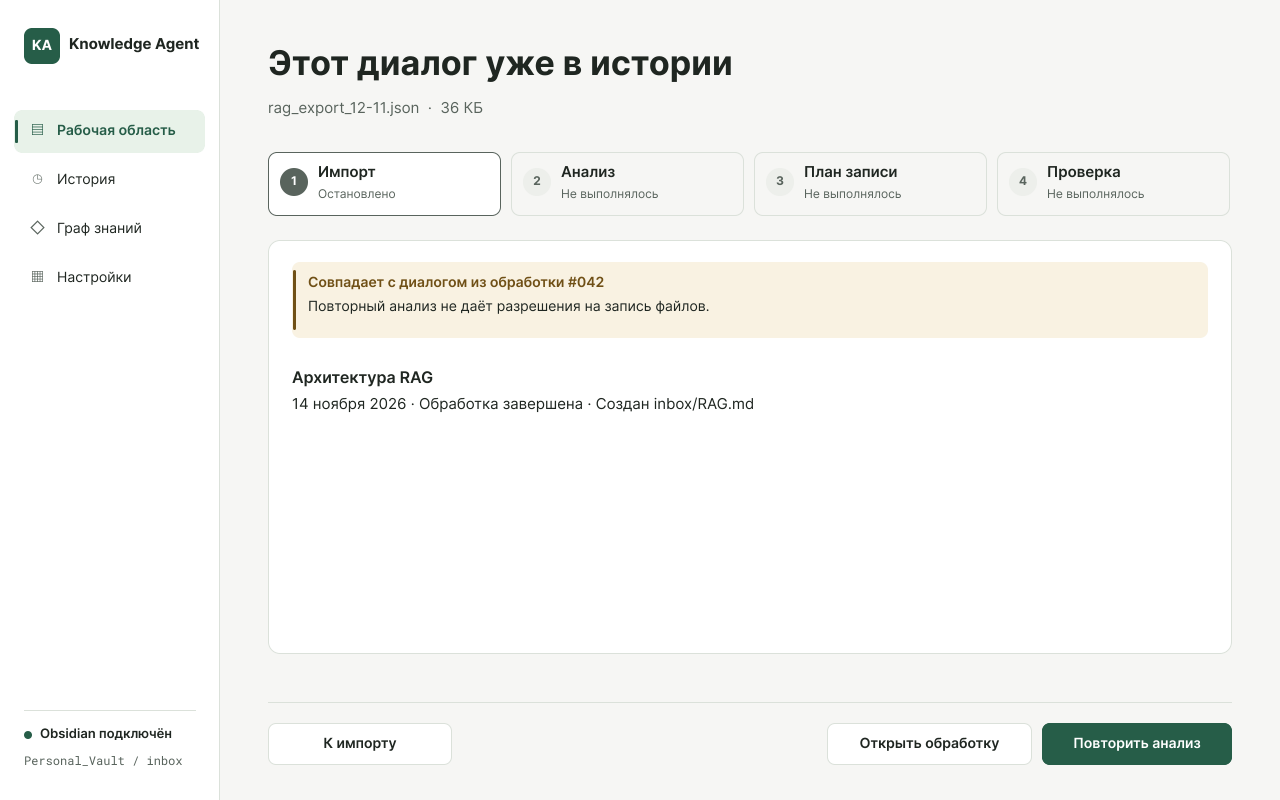 KA Knowledge Agent
Рабочая область
История
Граф знаний
Настройки
Obsidian подключён
Personal_Vault / inbox
Этот диалог уже в истории
rag_export_12-11.json · 36 КБ
1 Импорт
Остановлено
2 Анализ
Не выполнялось
3 План записи
Не выполнялось
4 Проверка
Не выполнялось
Совпадает с диалогом из обработки #042
Повторный анализ не даёт разрешения на запись файлов.
Архитектура RAG
14 ноября 2026 · Обработка завершена · Создан inbox/RAG.md
К импорту
Открыть обработку
Повторить анализ